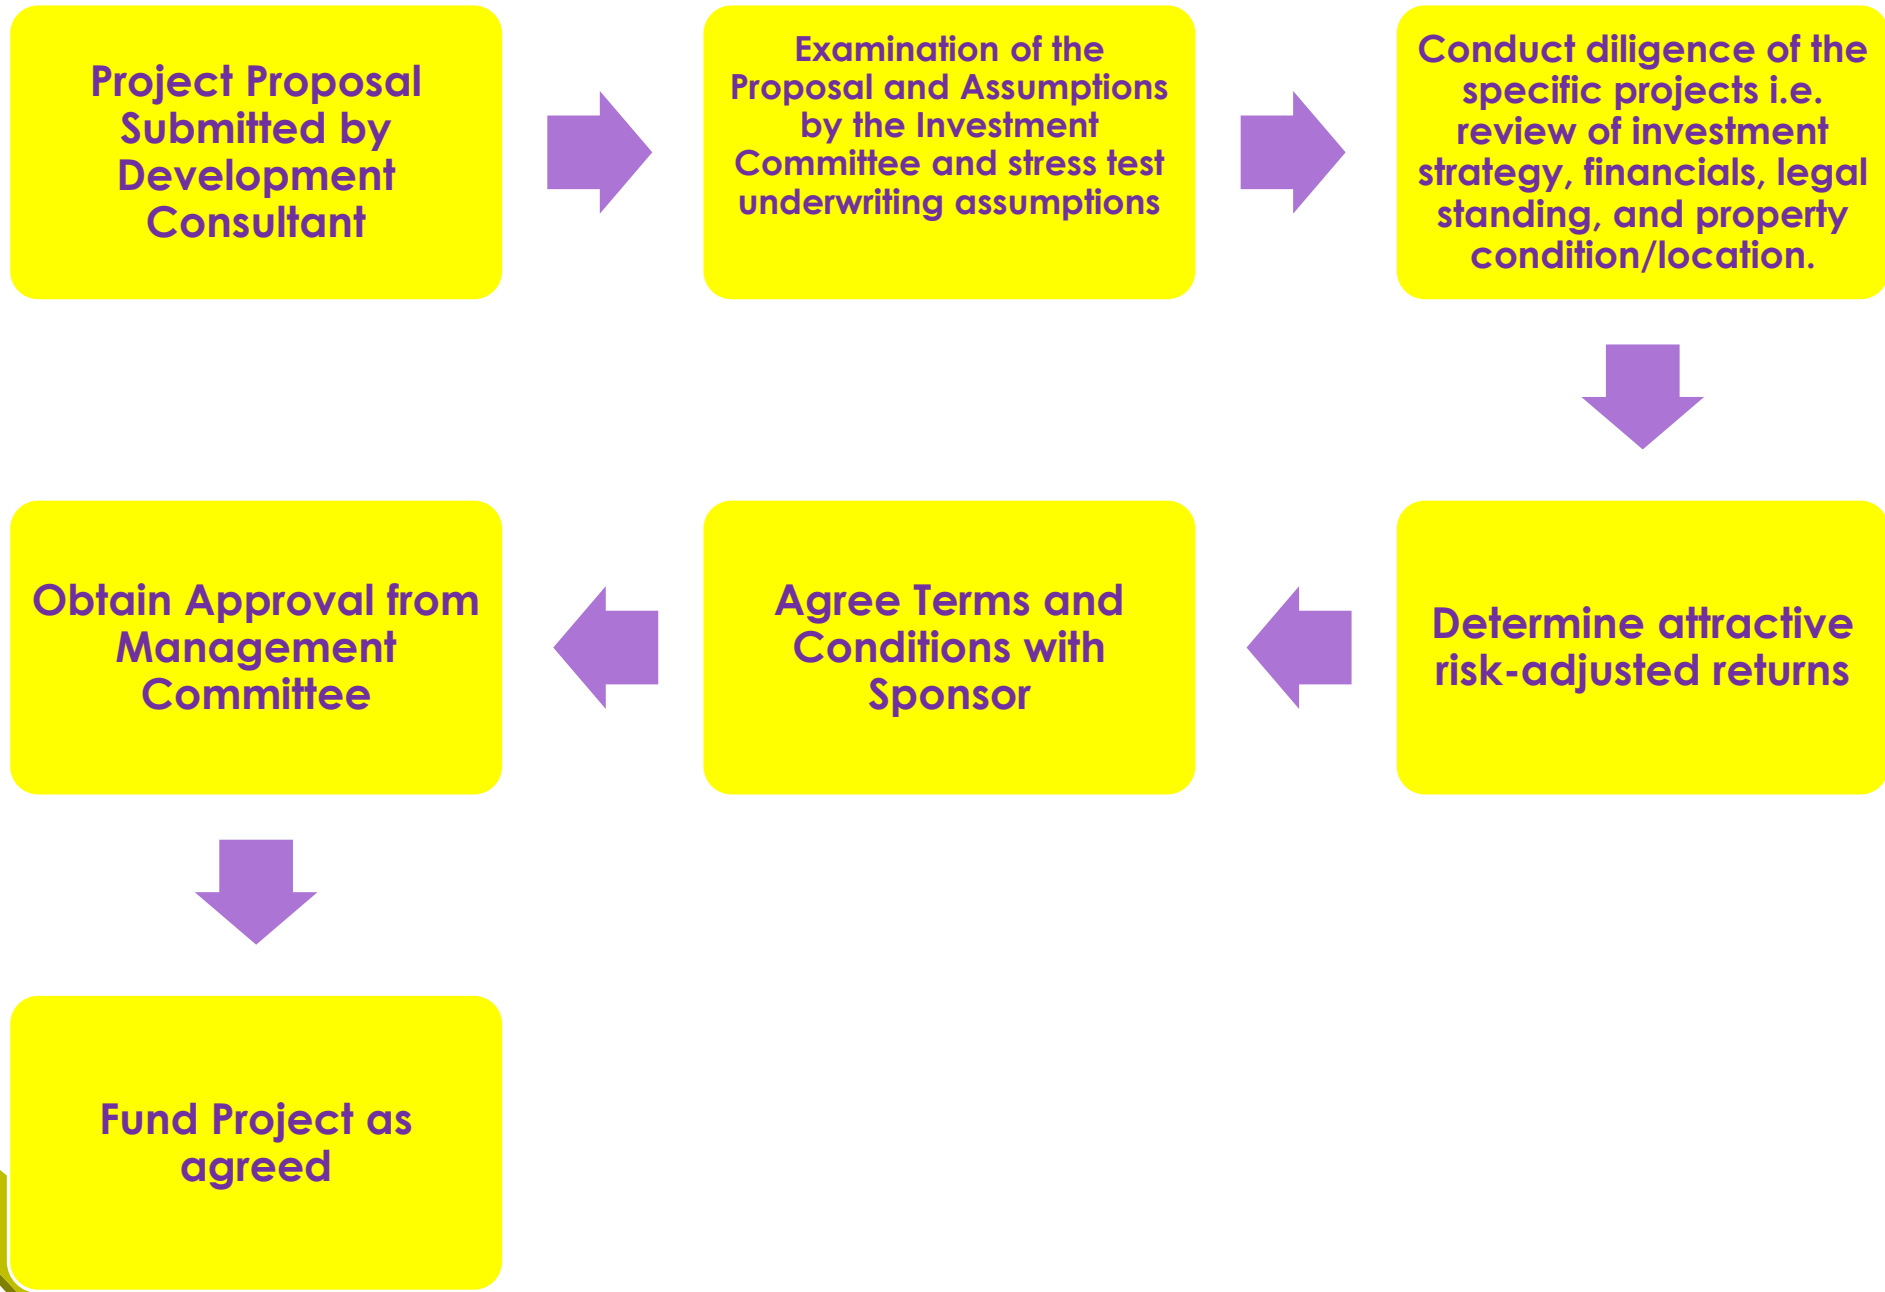 Project Proposal
Submitted by
Development
Consultant
Examination of the
Proposal and Assumptions
by the Investment
Committee and stress test
underwriting assumptions
Conduct diligence of the
specific projects i.e.
review of investment
strategy, financials, legal
standing, and property
condition/location.
Determine attractive
risk-adjusted returns
Agree Terms and
Conditions with
Sponsor
Obtain Approval from
Management
Committee
Fund Project as
agreed